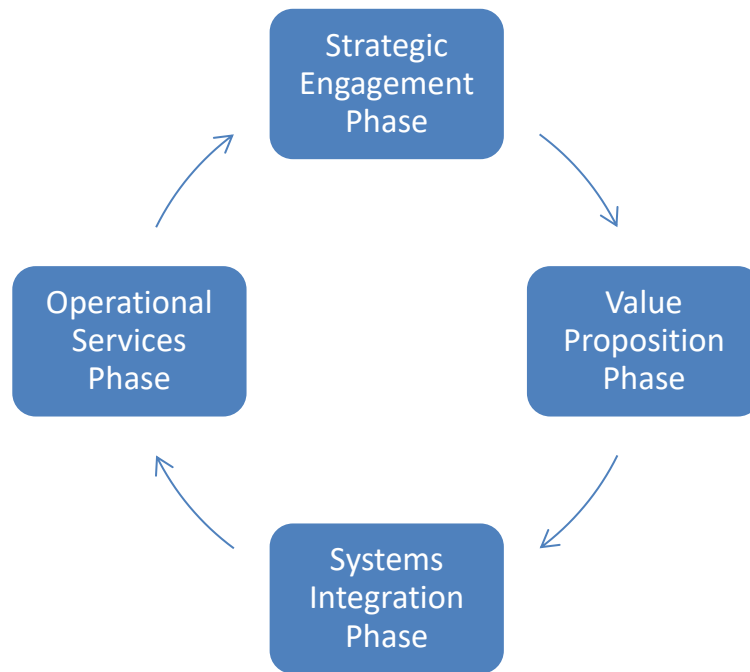 Strategic
Engagement
Phase
Value
Proposition
Phase
Systems
Integration
Phase
Operational
Services
Phase